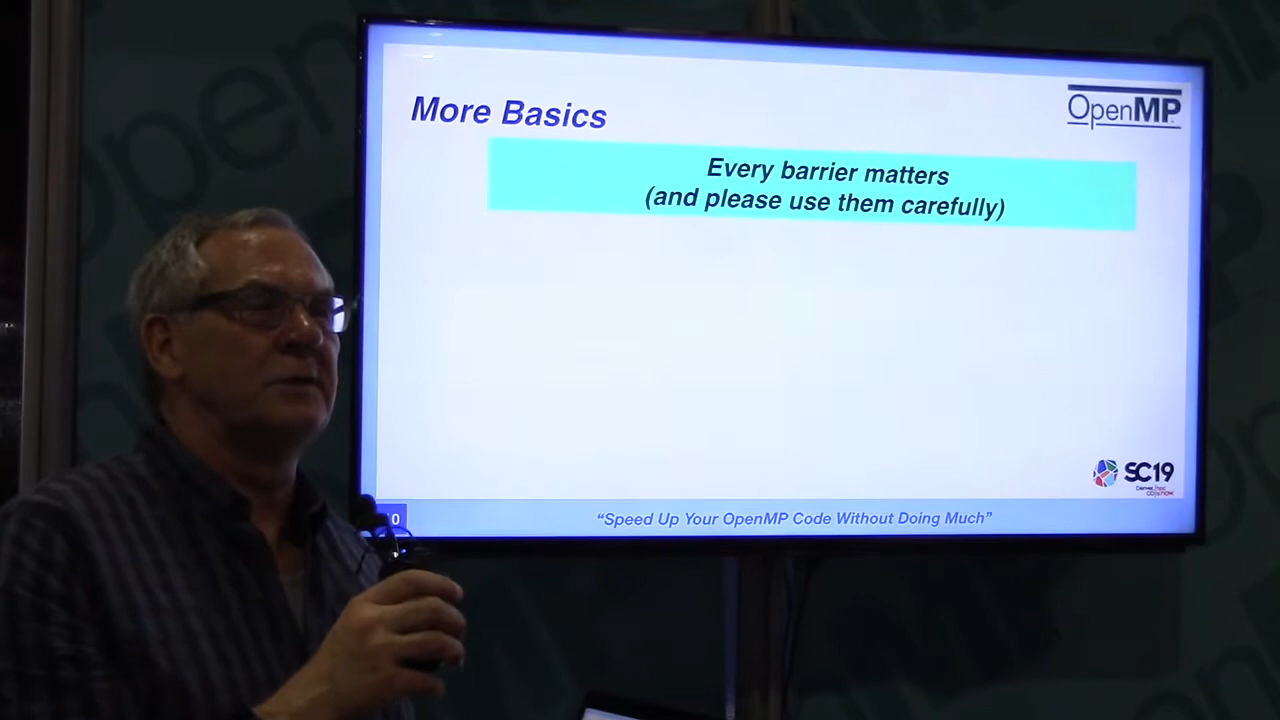 More Basics
OpenMP
Every barrier matters
(and please use them carefully)
SC19
Denver
"Speed Up Your OpenMP Code Without Doing Much"